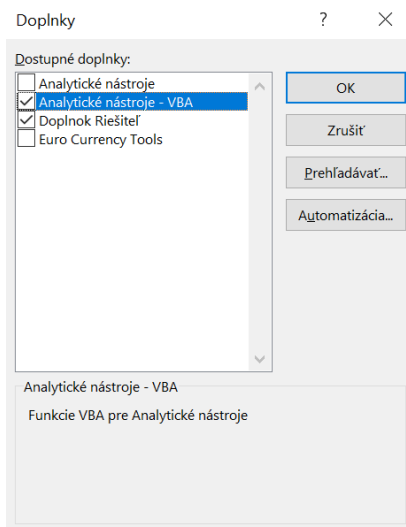 Doplnky
Dostupné doplnky:
Analytické nástroje
Analytické nástroje - VBA
Doplnok Riešiteľ
Euro Currency Tools
OK
Zrušiť
Prehľadávať...
Automatizácia...
Analytické nástroje - VBA
Funkcie VBA pre Analytické nástroje